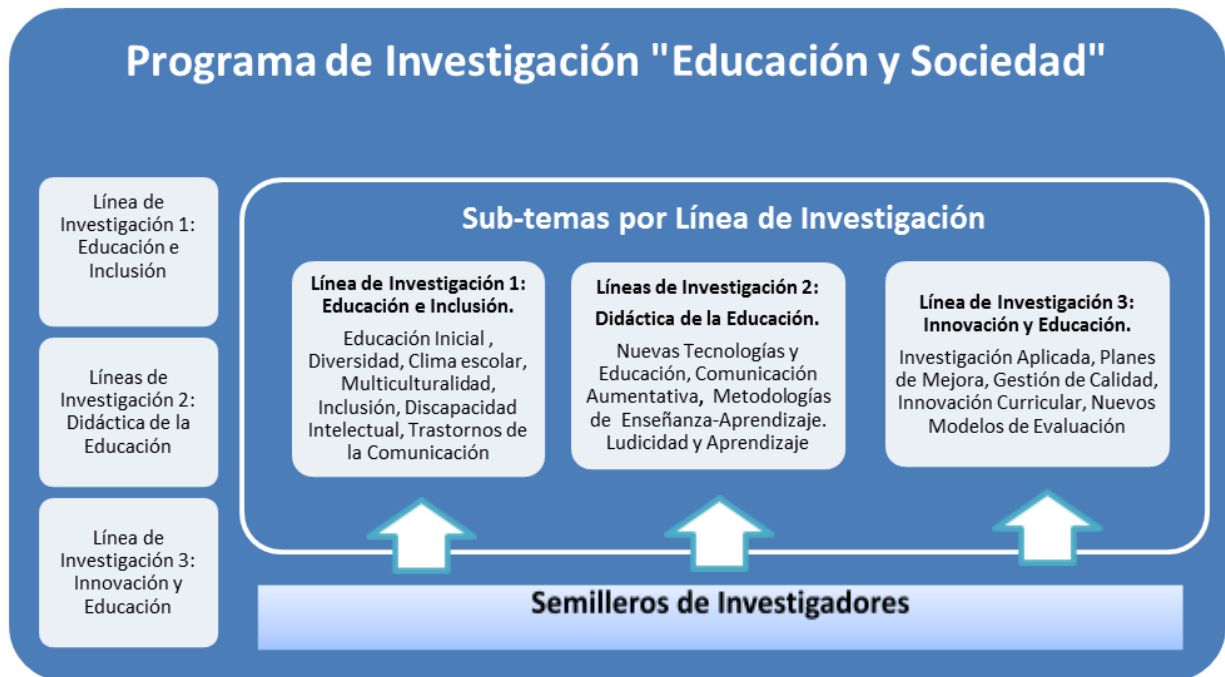 Programa de Investigación "Educación y Sociedad"
Línea de
Investigación 1:
Educación e
Inclusión
Líneas de
Investigación 2:
Didáctica de la
Educación
Línea de
Investigación 3:
Innovación y
Educación
Sub-temas por Línea de Investigación
Línea de Investigación 1:
Educación e Inclusión.
Educación Inicial ,
Diversidad, Clima escolar,
Multiculturalidad,
Inclusión, Discapacidad
Intelectual, Trastornos de
la Comunicación
Líneas de Investigación 2:
Didáctica de la Educación.
Nuevas Tecnologías y
Educación, Comunicación
Aumentativa, Metodologías
de Enseñanza-Aprendizaje.
Ludicidad y Aprendizaje
Línea de Investigación 3:
Innovación y Educación.
Investigación Aplicada, Planes
de Mejora, Gestión de Calidad,
Innovación Curricular, Nuevos
Modelos de Evaluación
Semilleros de Investigadores